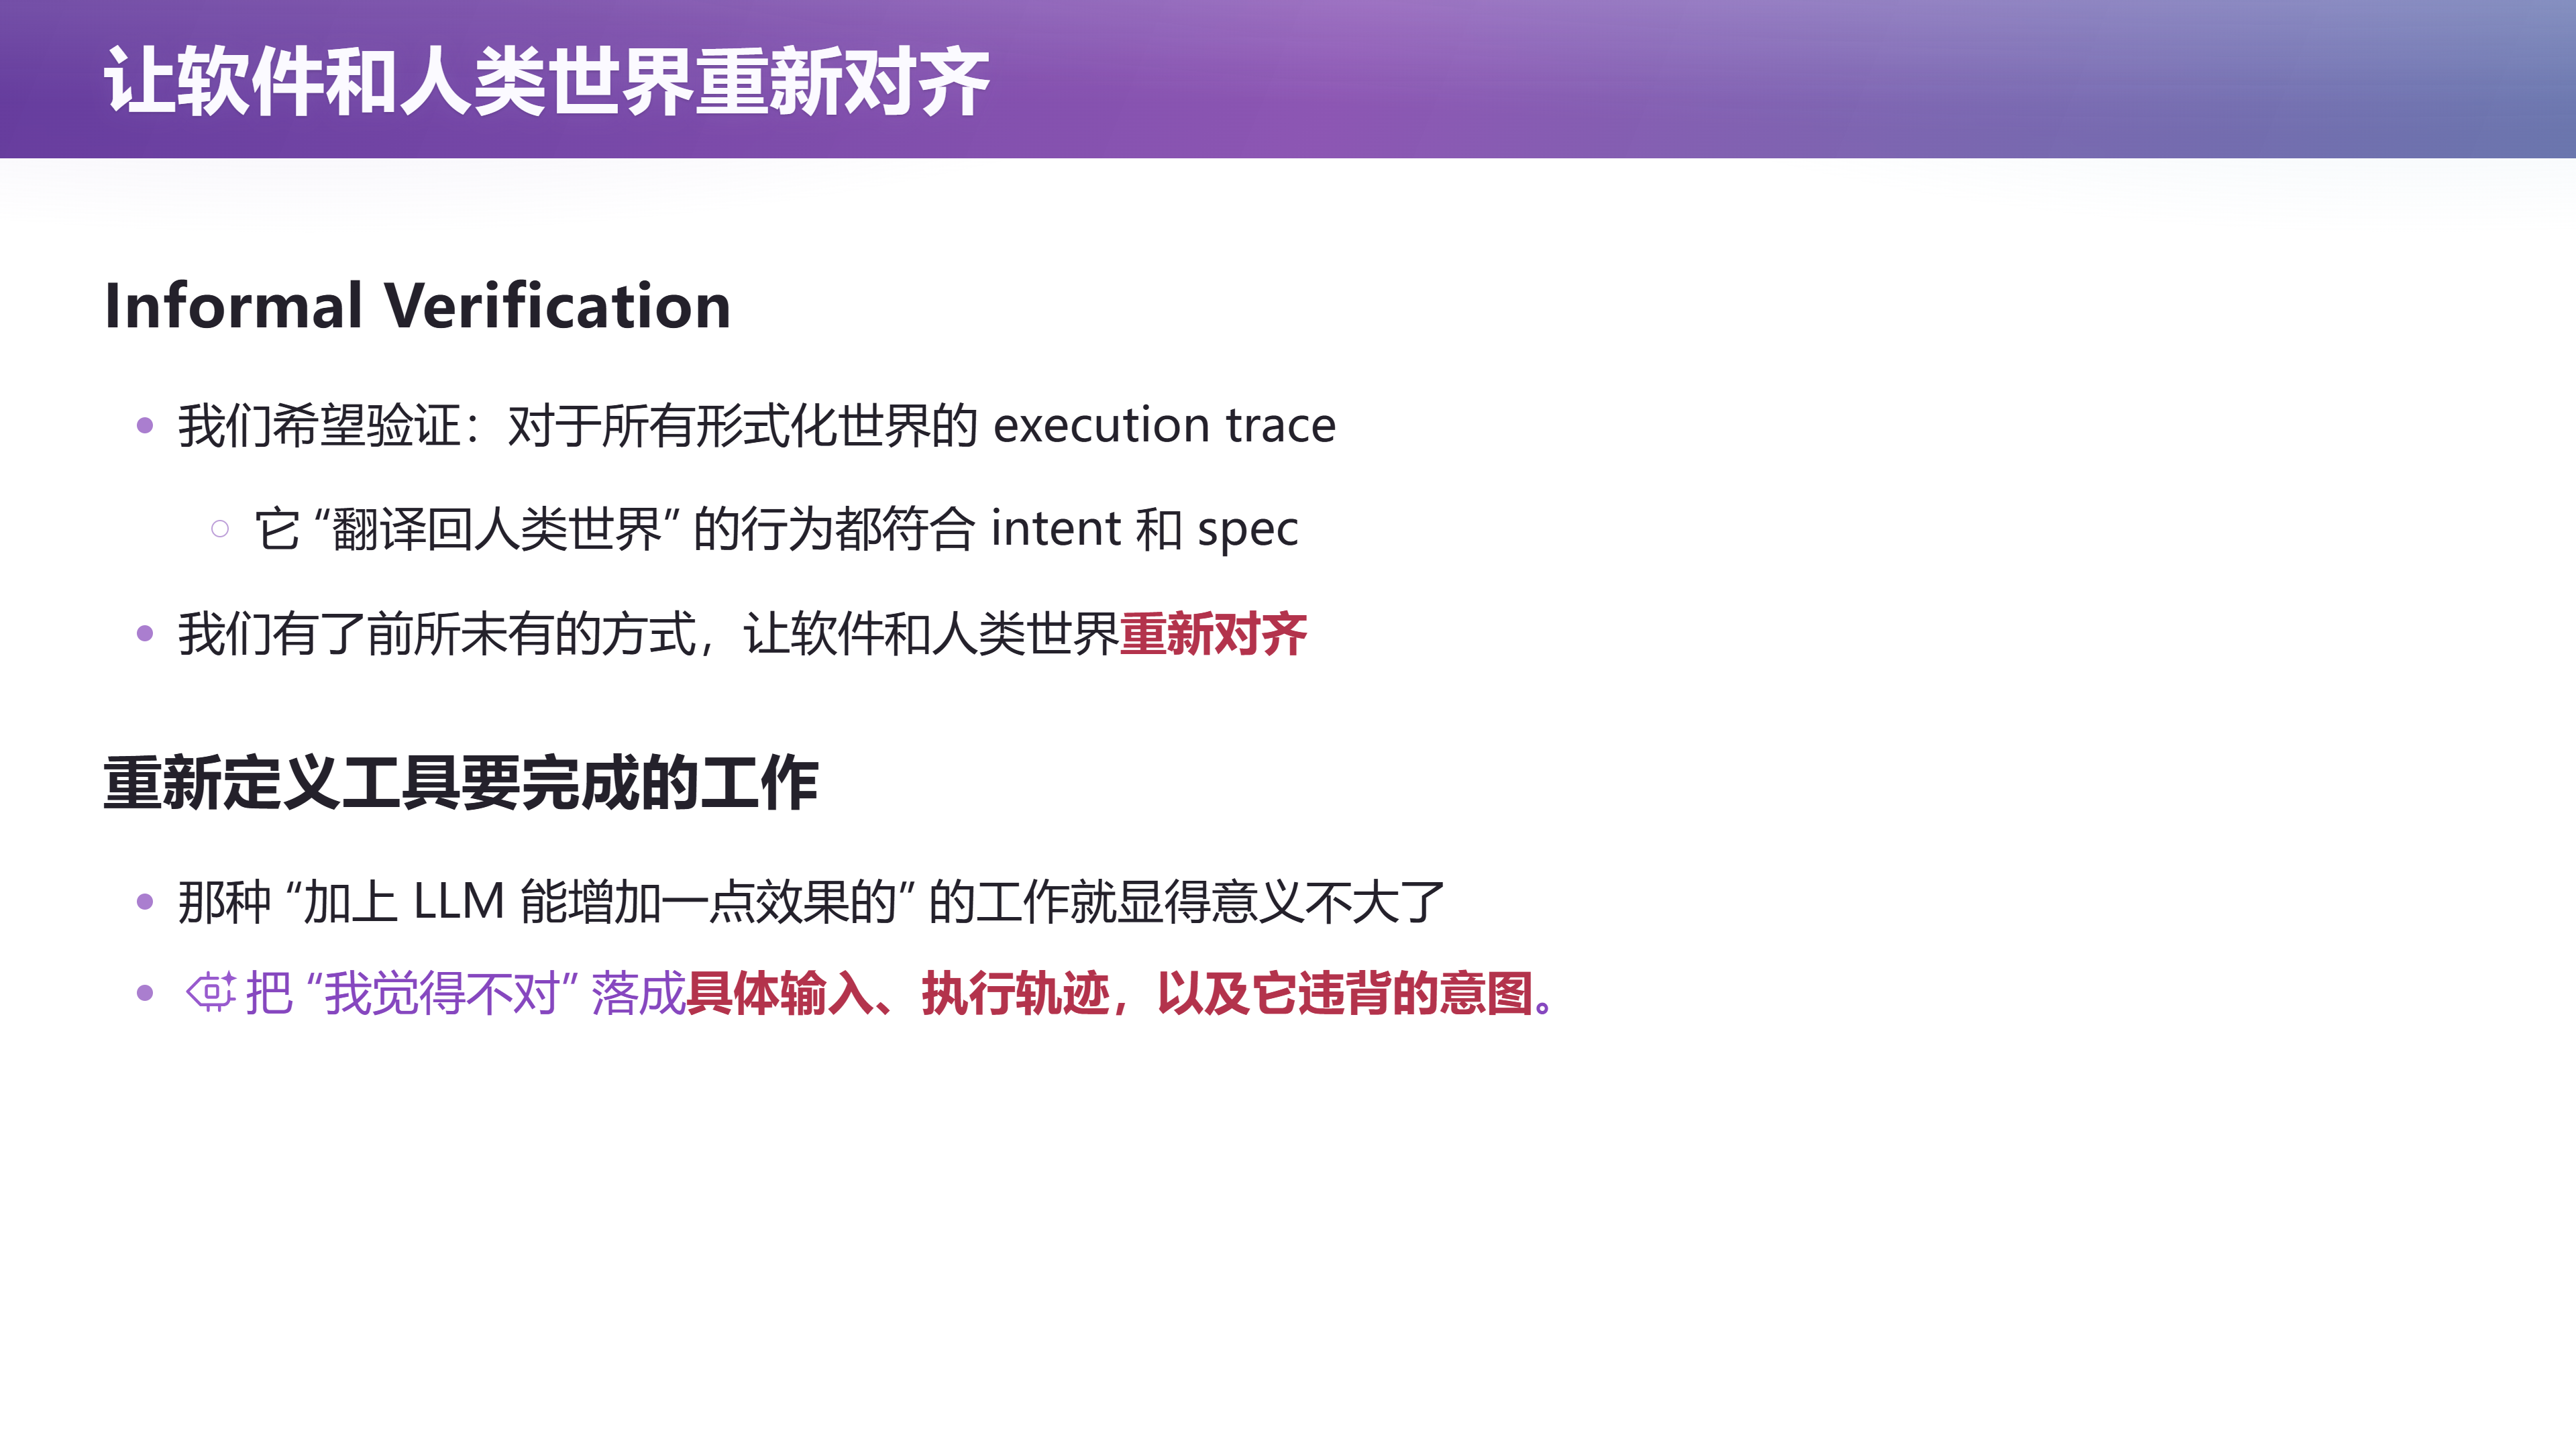 让软件和人类世界重新对齐
Informal Verification
我们希望验证：对于所有形式化世界的 execution trace
它 “翻译回人类世界” 的行为都符合 intent 和 spec
我们有了前所未有的方式，让软件和人类世界重新对齐
重新定义工具要完成的工作
那种 “加上 LLM 能增加一点效果的” 的工作就显得意义不大了
把 “我觉得不对” 落成具体输入、执行轨迹，以及它违背的意图。